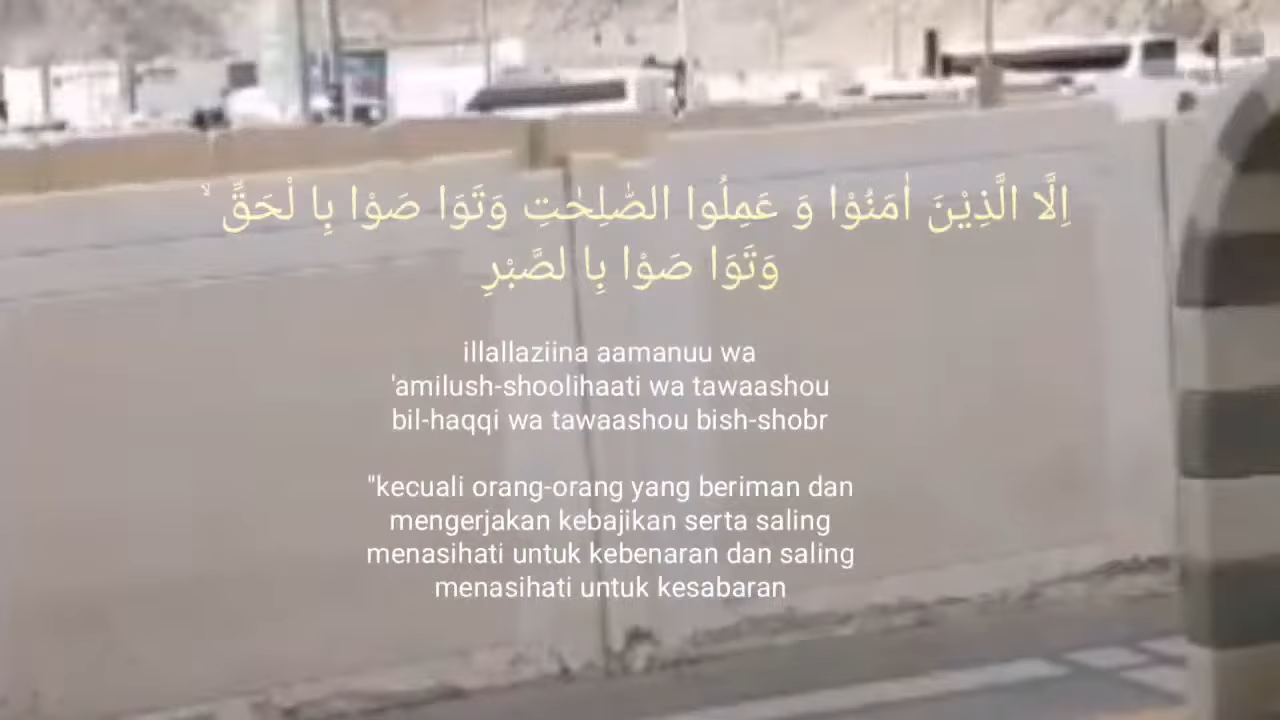 اِلَّا الَّذِيْنَ اٰمَنُوْا وَ عَمِلُوا الصّٰلِحٰتِ وَتَوَا صَوْا بِا لْحَقِّ ۙ
وَتَوَا صَوْا بِا لصَّبْرِ
illallaziina aamanuu wa
'amilush-shoolihaati wa tawaashou
bil-haqqi wa tawaashou bish-shobr
"kecuali orang-orang yang beriman dan
mengerjakan kebajikan serta saling
menasihati untuk kebenaran dan saling
menasihati untuk kesabaran